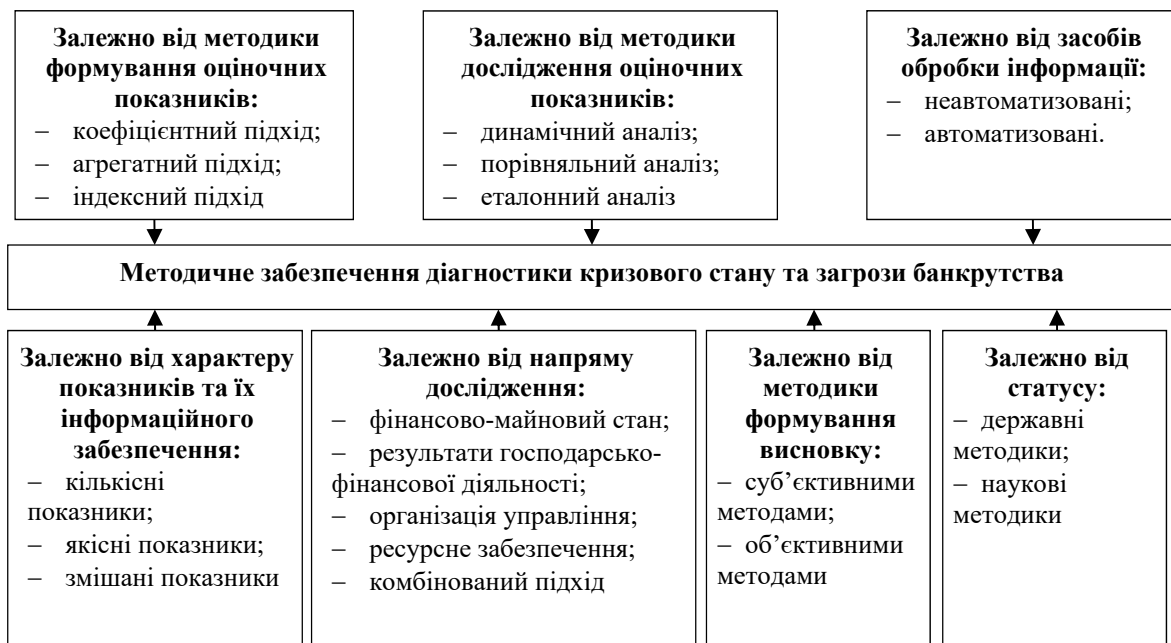 Залежно від методики
формування оціночних
показників:
– коефіцієнтний підхід;
– агрегатний підхід;
– індексний підхід
Залежно від методики
дослідження оціночних
показників:
– динамічний аналіз;
– порівняльний аналіз;
– еталонний аналіз
Залежно від засобів
обробки інформації:
– неавтоматизовані;
– автоматизовані.
Методичне забезпечення діагностики кризового стану та загрози банкрутства
Залежно від характеру
показників та їх
інформаційного
забезпечення:
– кількісні
показники;
– якісні показники;
– змішані показники
Залежно від напряму
дослідження:
– фінансово-майновий стан;
– результати господарсько-
фінансової діяльності;
– організація управління;
– ресурсне забезпечення;
– комбінований підхід
Залежно від
методики
формування
висновку:
– суб’єктивними
методами;
– об’єктивними
методами
Залежно від
статусу:
– державні
методики;
– наукові
методики